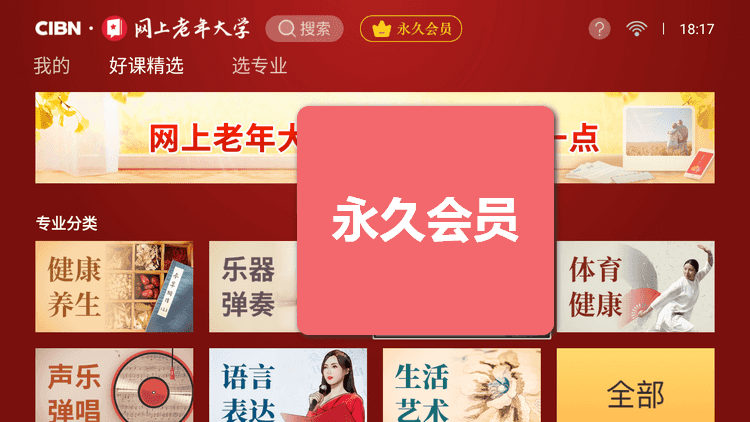 CIBN·网上老年大学
搜索
永久会员
?
18:17
我的 好课精选 选专业
网上老年大
一点
永久会员
专业分类
健康
养生
乐器
弹奏
体育
健康
声乐
弹唱
语言
表达
生活
艺术
全部